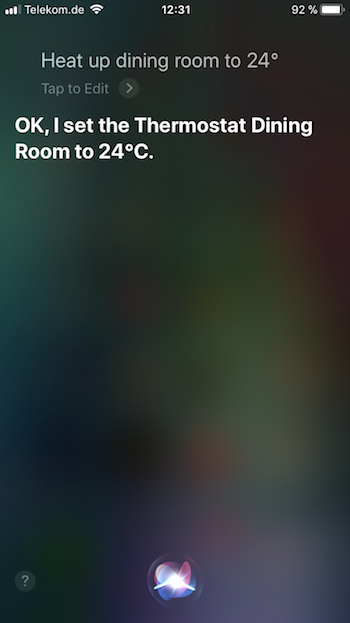 Telekom.de 12:31 92 %
Heat up dining room to 24°
Tap to Edit
OK, I set the Thermostat Dining
Room to 24°C.
?